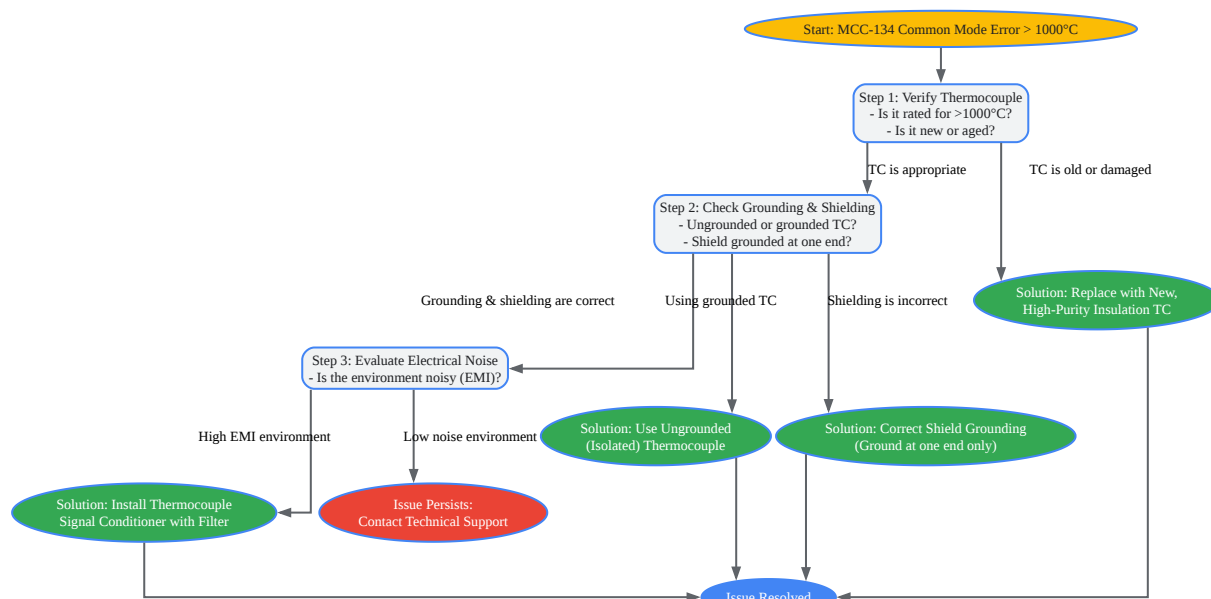 Start: MCC-134 Common Mode Error > 1000°C
Step 1: Verify Thermocouple
- Is it rated for >1000°C?
- Is it new or aged?
TC is appropriate
TC is old or damaged
Step 2: Check Grounding & Shielding
- Ungrounded or grounded TC?
- Shield grounded at one end?
Grounding & shielding are correct
Using grounded TC
Shielding is incorrect
Solution: Replace with New,
High-Purity Insulation TC
Step 3: Evaluate Electrical Noise
- Is the environment noisy (EMI)?
High EMI environment
Low noise environment
Solution: Use Ungrounded
(Isolated) Thermocouple
Solution: Correct Shield Grounding
(Ground at one end only)
Solution: Install Thermocouple
Signal Conditioner with Filter
Issue Persists:
Contact Technical Support
Issue Resolved